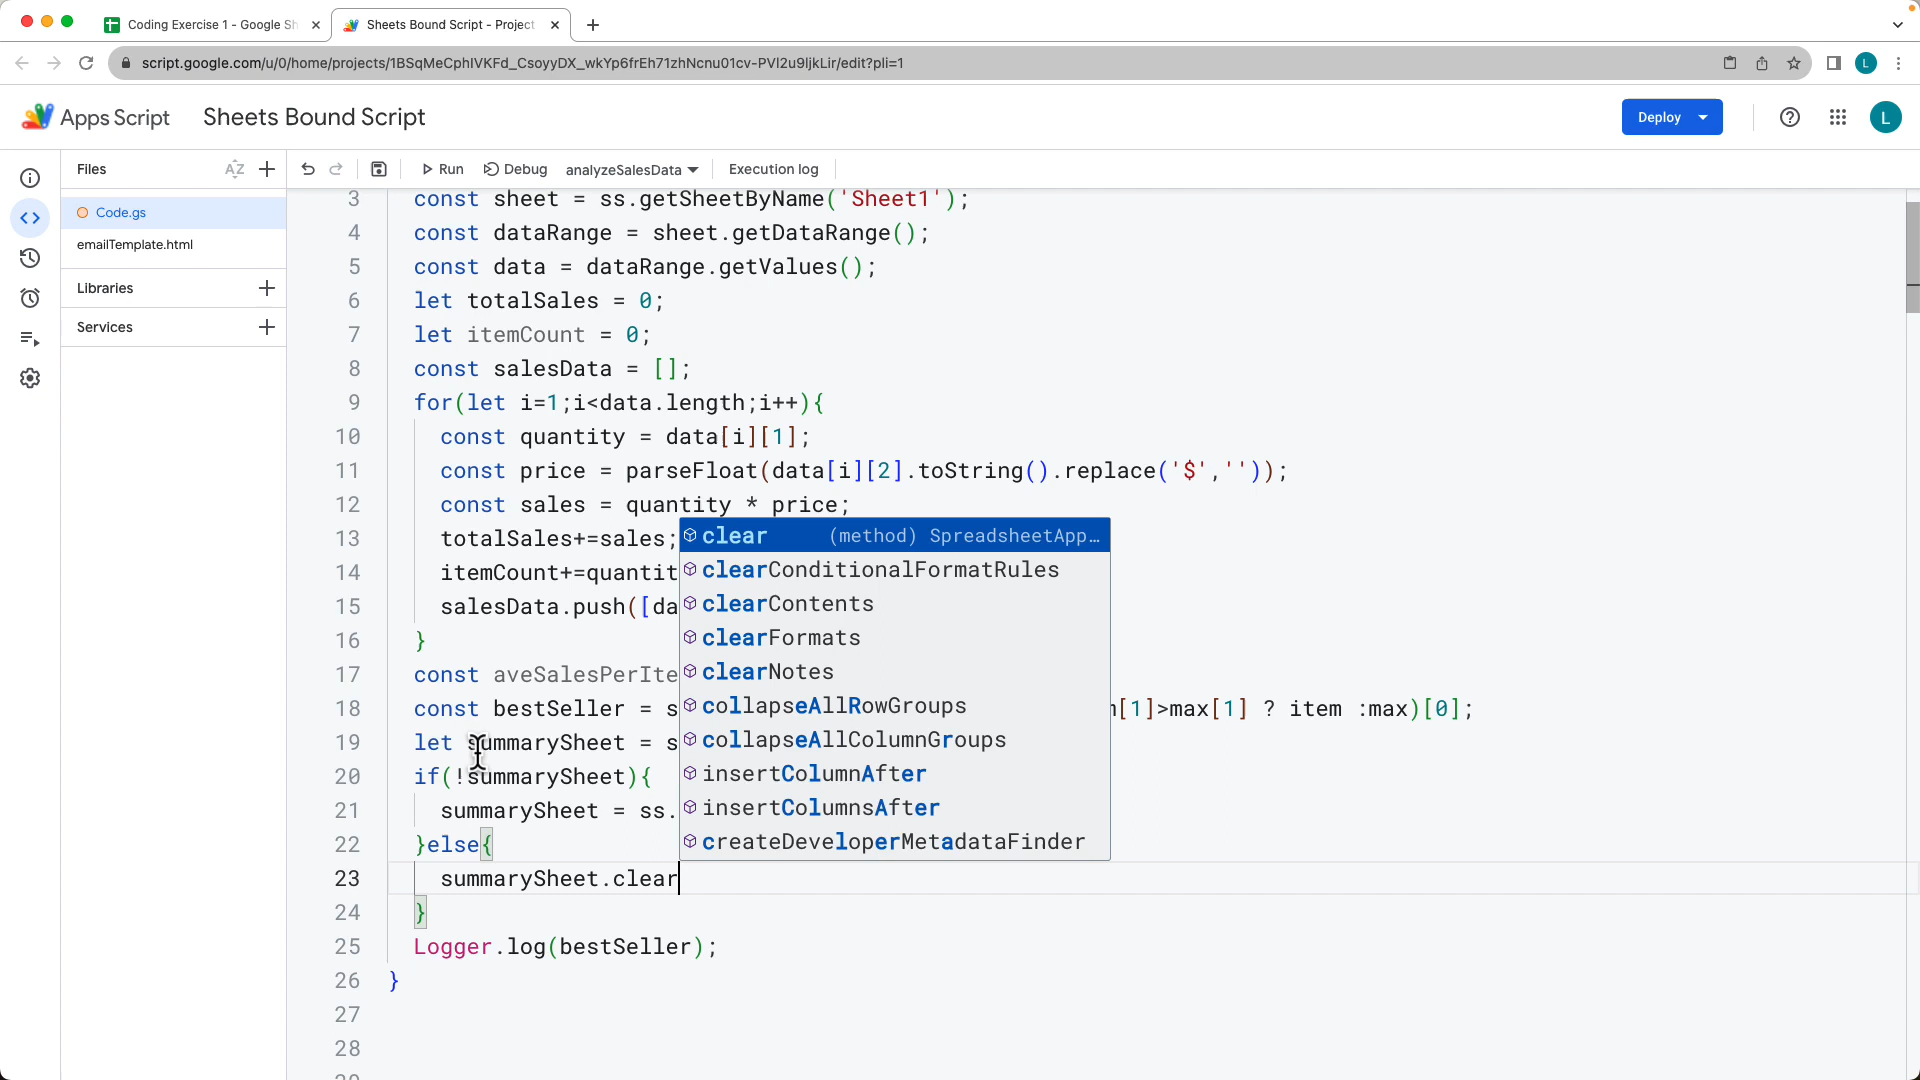 Coding Exercise 1 - Google Sh
Sheets Bound Script - Project
script.google.com/u/0/home/projects/1BSqMeCphIVKFd_CsoyyDX_wkYp6frEh71zhNcnu01cv-PVl2u9ljkLir/edit?pli=1
L
Apps Script
Sheets Bound Script
Deploy
L
Files
AZ
Run
Debug
analyzeSalesData
Execution log
Code.gs
emailTemplate.html
Libraries
Services
3 const sheet = ss.getSheetByName('Sheet1');
4 const dataRange = sheet.getDataRange();
5 const data = dataRange.getValues();
6 let totalSales = 0;
7 let itemCount = 0;
8 const salesData = [];
9 for(let i=1;i<data.length;i++){
10 const quantity = data[i][1];
11 const price = parseFloat(data[i][2].toString().replace('$',''));
12 const sales = quantity * price;
13 totalSales+=sales;
14 itemCount+=quantit
15 salesData.push([da
16 }
17 const aveSalesPerIte
18 const bestSeller = s [1]>max[1] ? item :max)[0];
19 let summarySheet = s
20 if(!summarySheet){
21 summarySheet = ss.
22 }else{
23 summarySheet.clear
24 }
25 Logger.log(bestSeller);
26 }
27
28
clear (method) SpreadsheetApp…
clearConditionalFormatRules
clearContents
clearFormats
clearNotes
collapseAllRowGroups
collapseAllColumnGroups
insertColumnAfter
insertColumnsAfter
createDeveloperMetadataFinder